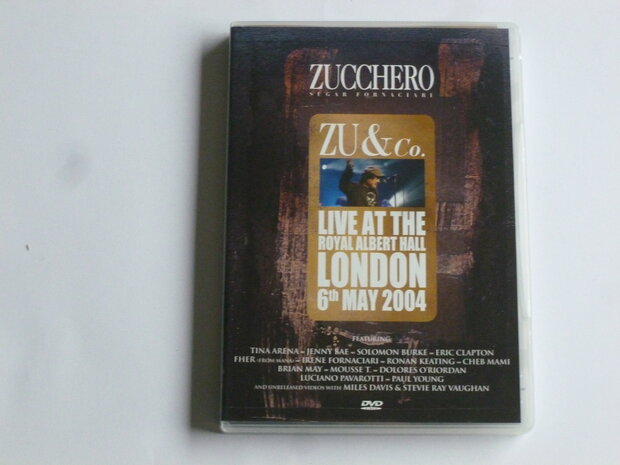 ZUCCHERO
SUGAR FORNACIARI
ZU & Co.
LIVE AT THE
ROYAL ALBERT HALL
LONDON
6th MAY 2004
FEATURING
TINA ARENA – JENNY BAE – SOLOMON BURKE – ERIC CLAPTON
FHER (FROM MANÁ) – IRENE FORNACIARI – RONAN KEATING – CHEB MAMI
BRIAN MAY – MOUSSE T. – DOLORES O'RIORDAN
LUCIANO PAVAROTTI – PAUL YOUNG
AND UNRELEASED VIDEOS WITH MILES DAVIS & STEVIE RAY VAUGHAN
DVD